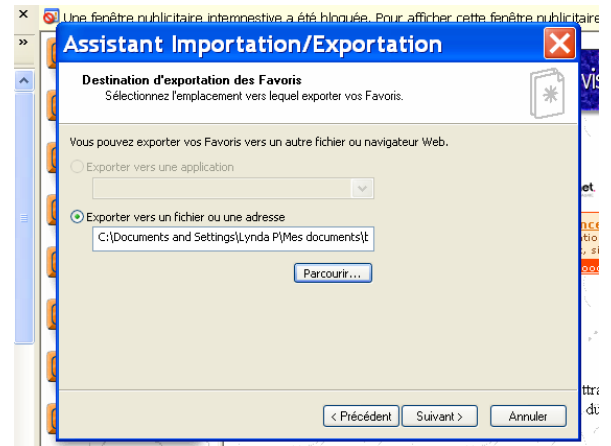 Une fenêtre publicitaire intempestive a été bloquée. Pour afficher cette fenêtre publicitaire
Assistant Importation/Exportation
Destination d'exportation des Favoris
Sélectionnez l'emplacement vers lequel exporter vos Favoris.
Vous pouvez exporter vos Favoris vers un autre fichier ou navigateur Web.
Exporter vers une application
Exporter vers un fichier ou une adresse
C:\Documents and Settings\Lynda P\Mes documents\t
Parcourir...
< Précédent
Suivant >
Annuler